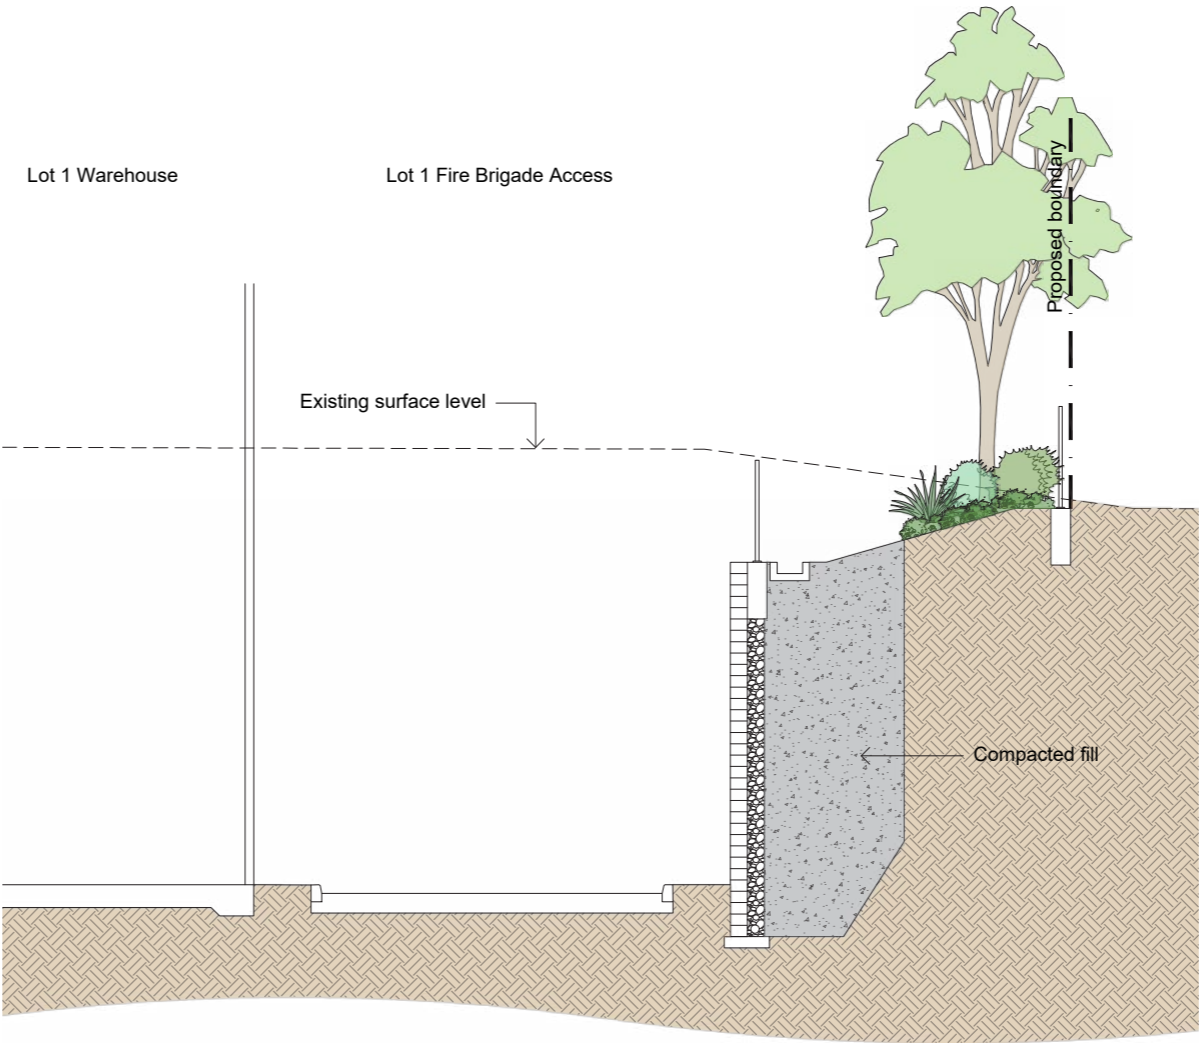 Lot 1 Warehouse
Lot 1 Fire Brigade Access
Proposed boundary
Existing surface level
Compacted fill